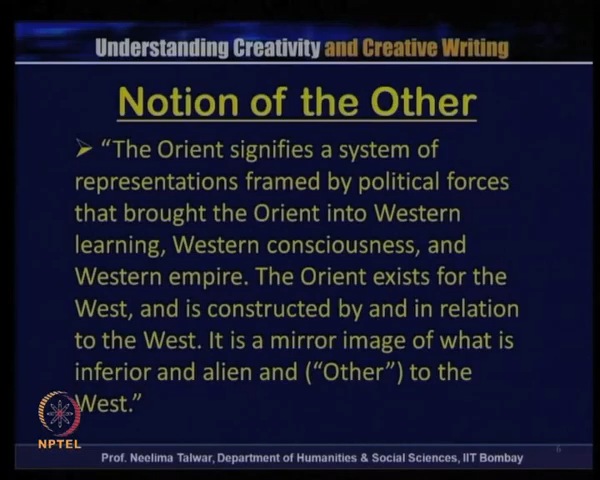 Understanding Creativity and Creative Writing
Notion of the Other
➢ “The Orient signifies a system of
representations framed by political forces
that brought the Orient into Western
learning, Western consciousness, and
Western empire. The Orient exists for the
West, and is constructed by and in relation
to the West. It is a mirror image of what is
inferior and alien and (“Other”) to the
West.”
NPTEL
6
Prof. Neelima Talwar, Department of Humanities & Social Sciences, IIT Bombay